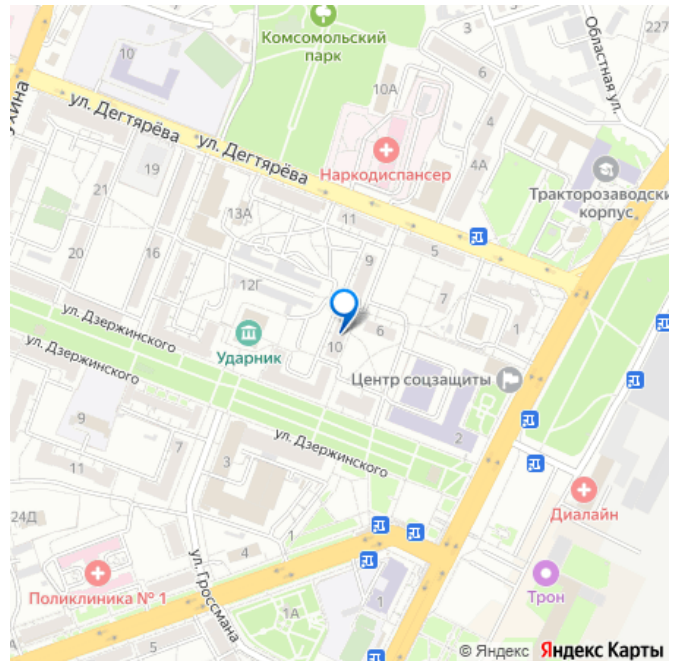 Комсомольский
парк
3
6
Областная ул.
227
10
10А
ул. Дегтярёва
ул. Дегтярёва
4
Наркодиспансер
4А
Тракторозаводски
корпус
19
21
13А
11
5
20
16
9
12Г
7
1
ул. Дзержинского
Ударник
6
10
ул. Дзержинского
Центр соцзащиты
9
7
11
ул. Дзержинского
2
3
24Д
Диалайн
4
Поликлиника № 1
ул. Гроссмана
1А
1
Трон
5
3
© Яндекс Яндекс Карты